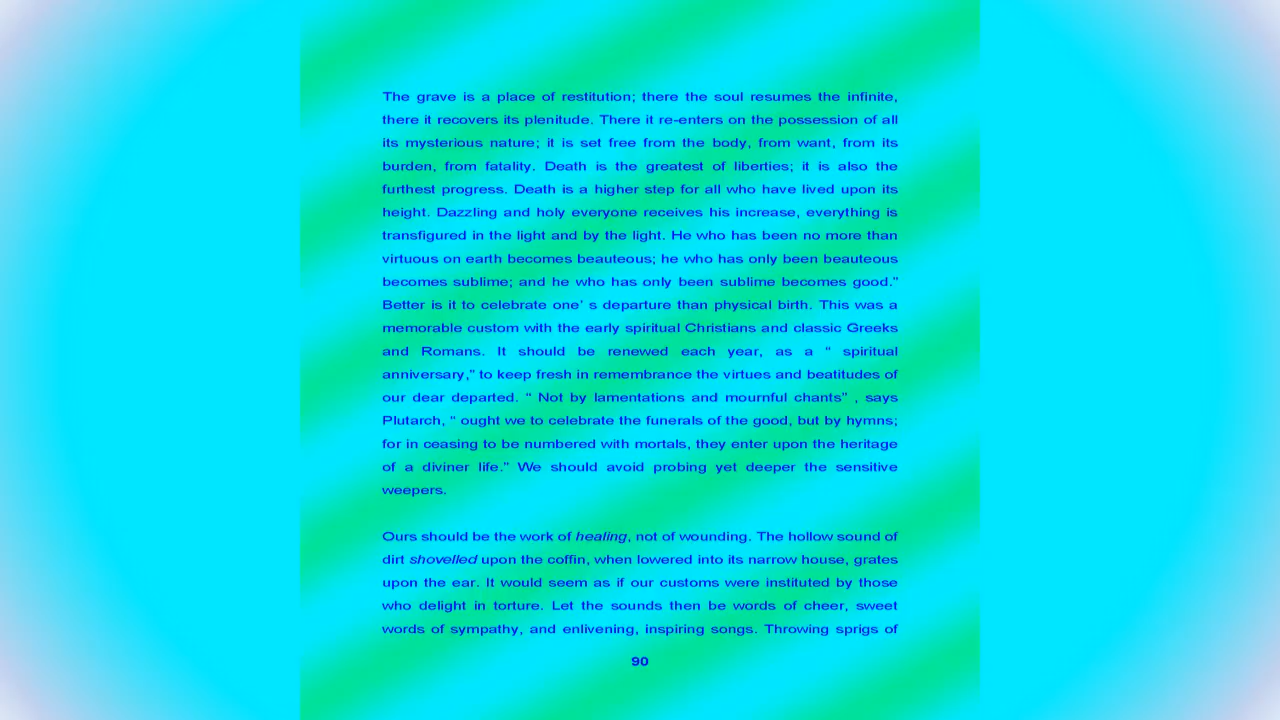 The grave is a place of restitution; there the soul resumes the infinite,
there it recovers its plenitude. There it re-enters on the possession of all
its mysterious nature; it is set free from the body, from want, from its
burden, from fatality. Death is the greatest of liberties; it is also the
furthest progress. Death is a higher step for all who have lived upon its
height. Dazzling and holy everyone receives his increase, everything is
transfigured in the light and by the light. He who has been no more than
virtuous on earth becomes beauteous; he who has only been beauteous
becomes sublime; and he who has only been sublime becomes good."
Better is it to celebrate one' s departure than physical birth. This was a
memorable custom with the early spiritual Christians and classic Greeks
and Romans. It should be renewed each year, as a " spiritual
anniversary," to keep fresh in remembrance the virtues and beatitudes of
our dear departed. " Not by lamentations and mournful chants" , says
Plutarch, " ought we to celebrate the funerals of the good, but by hymns;
for in ceasing to be numbered with mortals, they enter upon the heritage
of a diviner life." We should avoid probing yet deeper the sensitive
weepers.
Ours should be the work of healing, not of wounding. The hollow sound of
dirt shovelled upon the coffin, when lowered into its narrow house, grates
upon the ear. It would seem as if our customs were instituted by those
who delight in torture. Let the sounds then be words of cheer, sweet
words of sympathy, and enlivening, inspiring songs. Throwing sprigs of
90